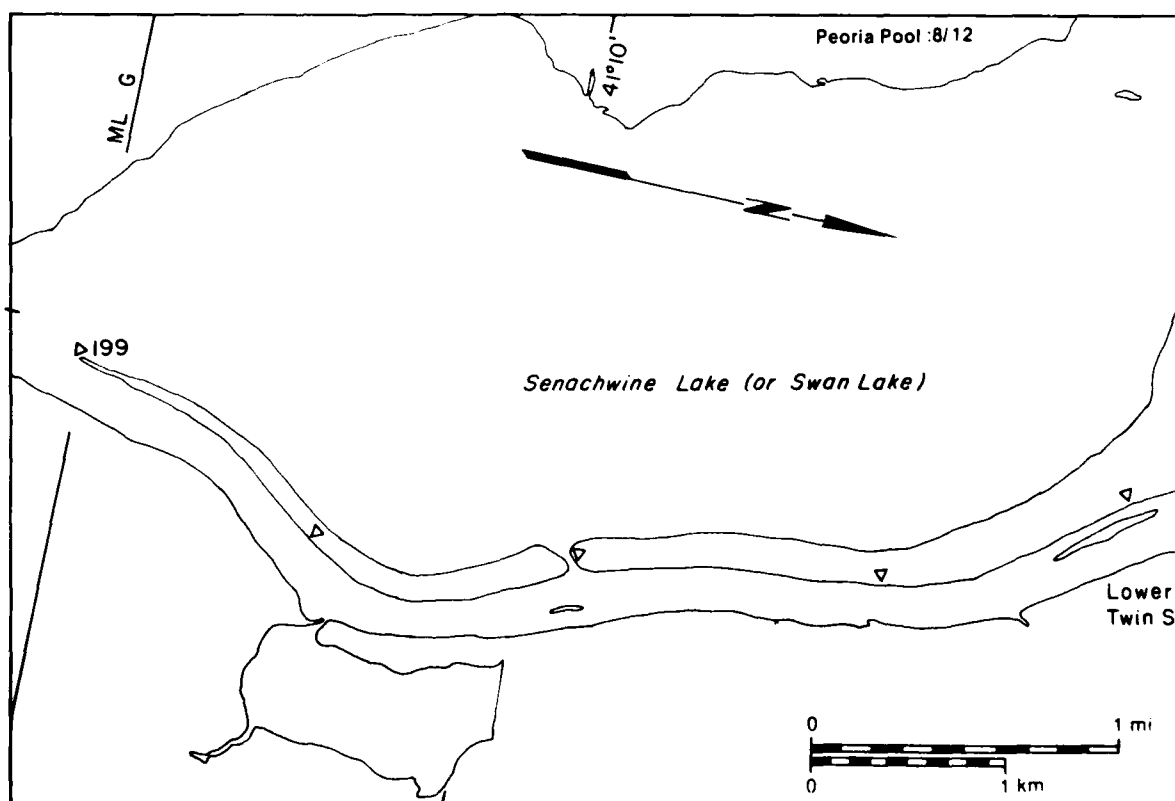 Peoria Pool :8/12
41°10'
ML G
N
199
Senachwine Lake (or Swan Lake)
Lower
Twin S
0 1 mi
0 1 km